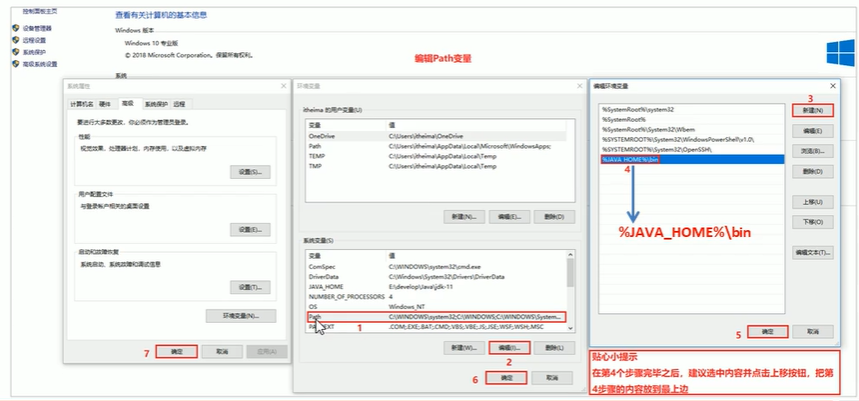 控制面板主页
查看有关计算机的基本信息
设备管理器
Windows 版本
远程设置
Windows 10 专业版
系统保护
© 2018 Microsoft Corporation。保留所有权利。
高级系统设置
系统
编辑Path变量
系统属性
计算机名 硬件 高级 系统保护 远程
要进行大多数更改，你必须作为管理员登录。
性能
视觉效果，处理器计划，内存使用，以及虚拟内存
设置(S)...
用户配置文件
与登录帐户相关的桌面设置
设置(E)...
启动和故障恢复
系统启动、系统故障和调试信息
设置(T)...
环境变量(N)...
7 确定 取消 应用(A)
环境变量
itheima 的用户变量(U)
变量 值
OneDrive C:\Users\itheima\OneDrive
Path C:\Users\itheima\AppData\Local\Microsoft\WindowsApps;
TEMP C:\Users\itheima\AppData\Local\Temp
TMP C:\Users\itheima\AppData\Local\Temp
新建(N)... 编辑(E)... 删除(D)
系统变量(S)
变量 值
ComSpec C:\WINDOWS\system32\cmd.exe
DriverData C:\Windows\System32\Drivers\DriverData
JAVA_HOME E:\develop\Java\jdk-11
NUMBER_OF_PROCESSORS 4
OS Windows_NT
Path C:\WINDOWS\system32;C:\WINDOWS;C:\WINDOWS\System...
PATHEXT .COM;.EXE;.BAT;.CMD;.VBS;.VBE;.JS;.JSE;.WSF;.WSH;.MSC
1
新建(W)... 编辑(I)... 删除(L)
2
6 确定 取消
编辑环境变量
3
%SystemRoot%\system32
%SystemRoot%
%SystemRoot%\System32\Wbem
%SYSTEMROOT%\System32\WindowsPowerShell\v1.0\
%SYSTEMROOT%\System32\OpenSSH\
%JAVA_HOME%\bin
4
%JAVA_HOME%\bin
新建(N)
编辑(E)
浏览(B)...
删除(D)
上移(U)
下移(O)
编辑文本(T)...
5 确定 取消
贴心小提示
在第4个步骤完毕之后，建议选中内容并点击上移按钮，把第
4步骤的内容放到最上边